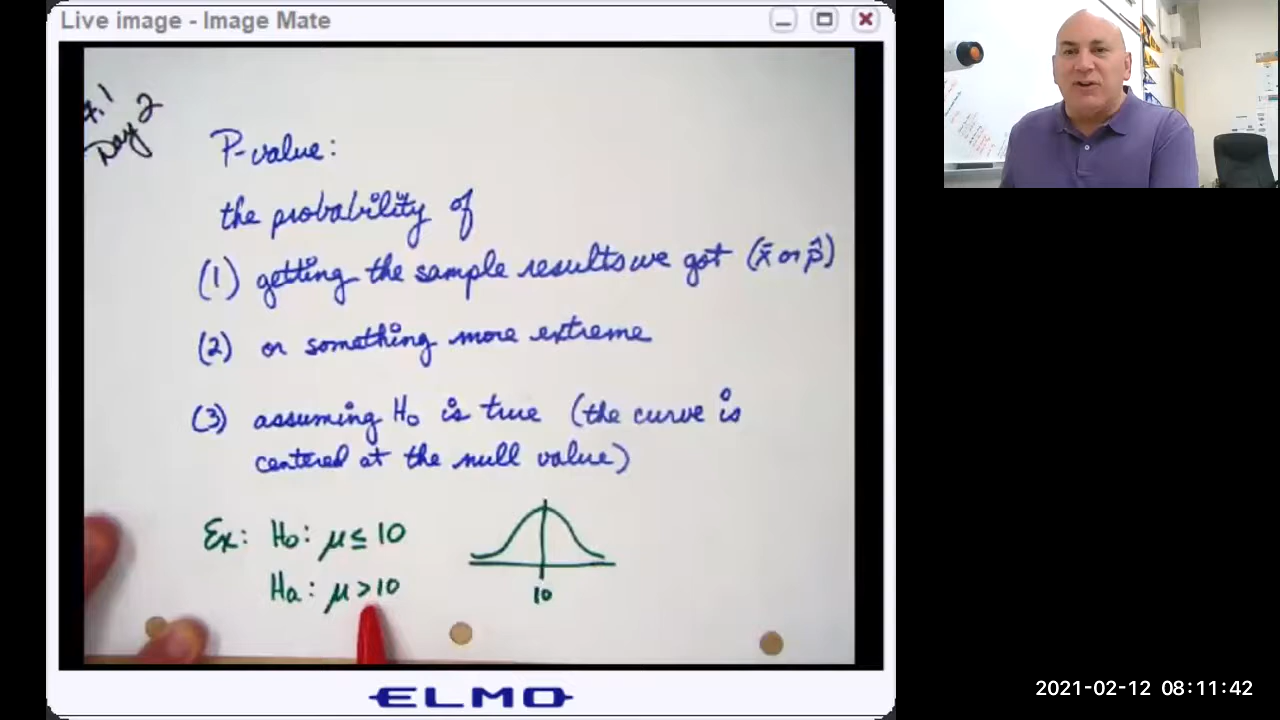 Live image - Image Mate
7.1
Day 2
P-value:
the probability of
(1) getting the sample results we got (x̄ or p̂)
(2) or something more extreme
(3) assuming H₀ is true (the curve is
centered at the null value)
Ex: H₀: μ ≤ 10
Ha: μ > 10
10
ELMO
2021-02-12 08:11:42